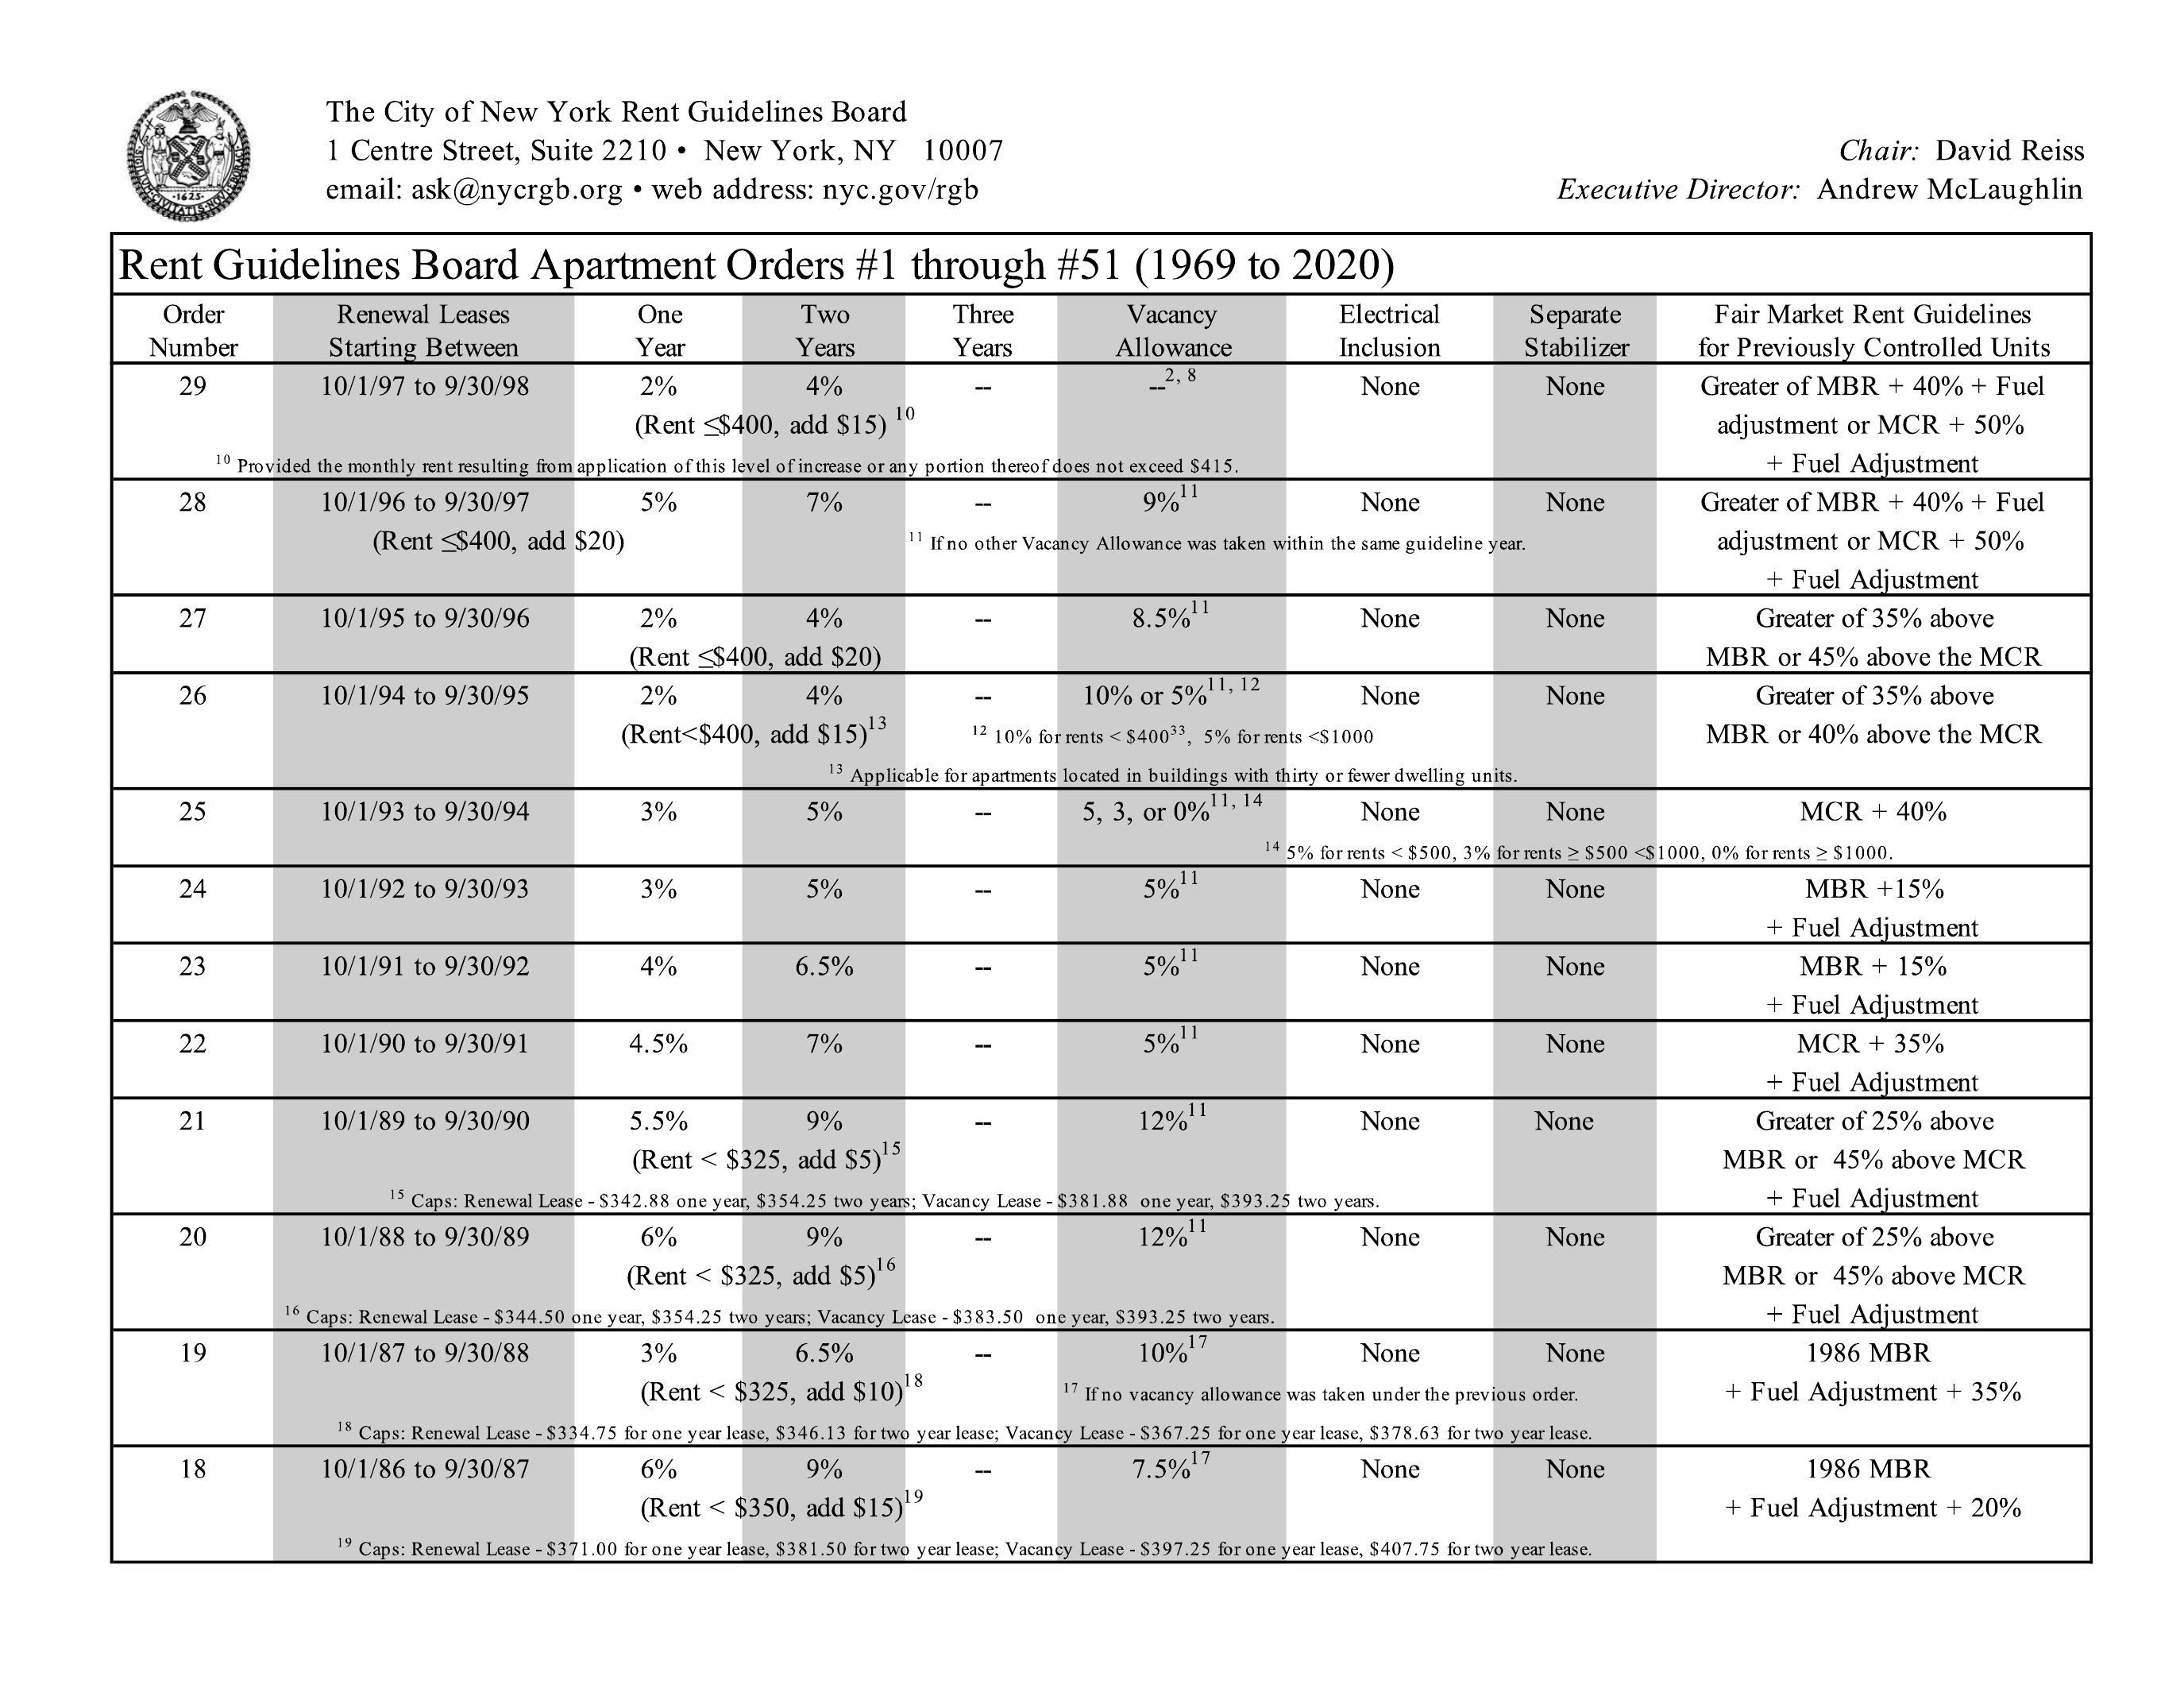 The City of New York Rent Guidelines Board
1 Centre Street, Suite 2210 • New York, NY 10007
email: ask@nycrgb.org • web address: nyc.gov/rgb
Chair: David Reiss
Executive Director: Andrew McLaughlin
Rent Guidelines Board Apartment Orders #1 through #51 (1969 to 2020)
Order Renewal Leases One Two Three Vacancy Electrical Separate Fair Market Rent Guidelines
Number Starting Between Year Years Years Allowance Inclusion Stabilizer for Previously Controlled Units
29 10/1/97 to 9/30/98 2% 4% -- --2, 8 None None Greater of MBR + 40% + Fuel
(Rent ≤$400, add $15) 10 adjustment or MCR + 50%
10 Provided the monthly rent resulting from application of this level of increase or any portion thereof does not exceed $415. + Fuel Adjustment
28 10/1/96 to 9/30/97 5% 7% -- 9%11 None None Greater of MBR + 40% + Fuel
(Rent ≤$400, add $20) 11 If no other Vacancy Allowance was taken within the same guideline year. adjustment or MCR + 50%
+ Fuel Adjustment
27 10/1/95 to 9/30/96 2% 4% -- 8.5%11 None None Greater of 35% above
(Rent ≤$400, add $20) MBR or 45% above the MCR
26 10/1/94 to 9/30/95 2% 4% -- 10% or 5%11, 12 None None Greater of 35% above
(Rent<$400, add $15)13 12 10% for rents < $40033, 5% for rents <$1000 MBR or 40% above the MCR
13 Applicable for apartments located in buildings with thirty or fewer dwelling units.
25 10/1/93 to 9/30/94 3% 5% -- 5, 3, or 0%11, 14 None None MCR + 40%
14 5% for rents < $500, 3% for rents ≥ $500 <$1000, 0% for rents ≥ $1000.
24 10/1/92 to 9/30/93 3% 5% -- 5%11 None None MBR +15%
+ Fuel Adjustment
23 10/1/91 to 9/30/92 4% 6.5% -- 5%11 None None MBR + 15%
+ Fuel Adjustment
22 10/1/90 to 9/30/91 4.5% 7% -- 5%11 None None MCR + 35%
+ Fuel Adjustment
21 10/1/89 to 9/30/90 5.5% 9% -- 12%11 None None Greater of 25% above
(Rent < $325, add $5)15 MBR or 45% above MCR
15 Caps: Renewal Lease - $342.88 one year, $354.25 two years; Vacancy Lease - $381.88 one year, $393.25 two years. + Fuel Adjustment
20 10/1/88 to 9/30/89 6% 9% -- 12%11 None None Greater of 25% above
(Rent < $325, add $5)16 MBR or 45% above MCR
16 Caps: Renewal Lease - $344.50 one year, $354.25 two years; Vacancy Lease - $383.50 one year, $393.25 two years. + Fuel Adjustment
19 10/1/87 to 9/30/88 3% 6.5% -- 10%17 None None 1986 MBR
(Rent < $325, add $10)18 17 If no vacancy allowance was taken under the previous order. + Fuel Adjustment + 35%
18 Caps: Renewal Lease - $334.75 for one year lease, $346.13 for two year lease; Vacancy Lease - $367.25 for one year lease, $378.63 for two year lease.
18 10/1/86 to 9/30/87 6% 9% -- 7.5%17 None None 1986 MBR
(Rent < $350, add $15)19 + Fuel Adjustment + 20%
19 Caps: Renewal Lease - $371.00 for one year lease, $381.50 for two year lease; Vacancy Lease - $397.25 for one year lease, $407.75 for two year lease.